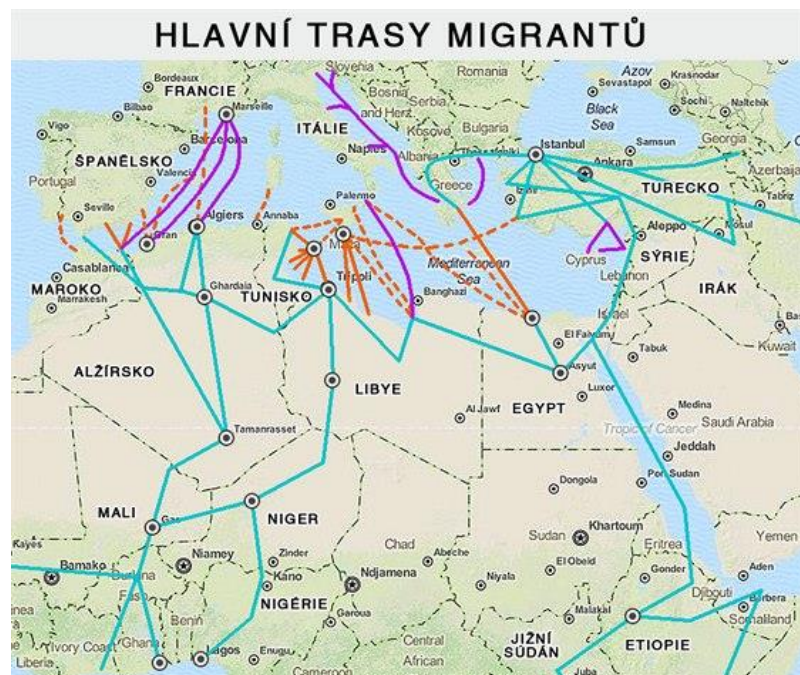 HLAVNÍ TRASY MIGRANTŮ
Slovenia
Bordeaux
Romania
Azov
Krasnodar
Sevastapol
FRANCIE
Marseille
Bosnia
and Herz
Serbia
Black
Sea
Sochi
Naltchik
Vigo
Bilbao
ITÁLIE
Kosovo
Bulgaria
Barcelona
Naples
Albania
Istanbul
Samsun
Georgia
ŠPANĚLSKO
Valencia
Ankara
Azerbaija
Portugal
Greece
TURECKO
Tabriz
Seville
Palermo
Algiers
Annaba
Oran
Aleppo
Mosul
Casablanca
Mediterranean
Sea
Cyprus
SÝRIE
Lebanon
MAROKO
Marrakesh
Ghardaia
TUNISKO
Tripoli
Banghazi
IRÁK
Israel
El Faiyum
Kuwait
Tabuk
ALŽÍRSKO
LIBYE
Asyut
EGYPT
Luxor
Al Jawf
Medina
Saudi Arabia
Tropic of Cancer
Tamanrasset
Jeddah
Port Sudan
Dongola
MALI
Gao
NIGER
Khartoum
Sudan
Yemen
Kayes
Bamako
Niamey
Zinder
Chad
Abeche
Eritrea
El Obeid
Aden
Burkina
Faso
Kano
Ndjamena
Niyala
Gonder
Djibouti
Berbera
NIGÉRIE
Garoua
Malakal
Somaliland
Benin
Ivory Coast
Ghana
Liberia
Lagos
Enugu
Cameroon
Central
African
JIŽNÍ
SÚDÁN
ETIOPIE
Juba